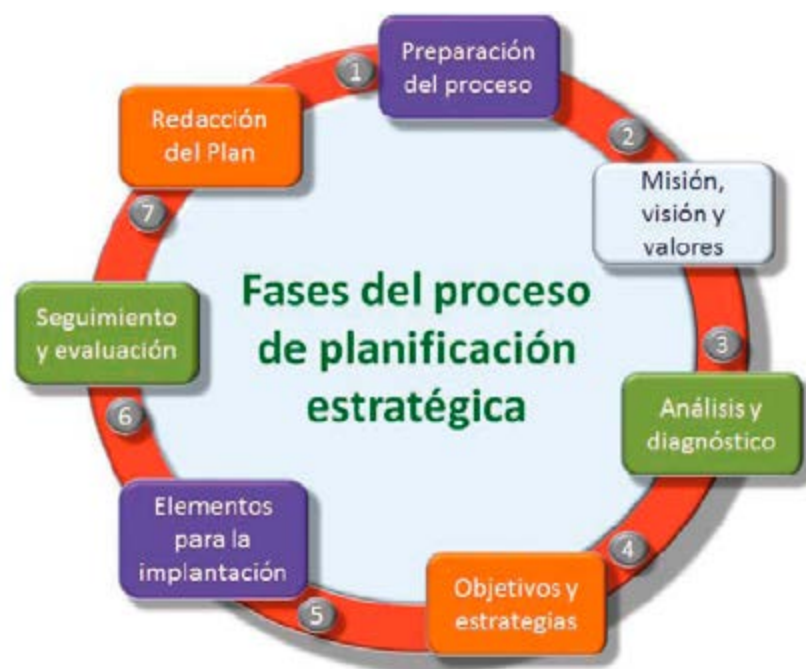 1
Preparación
del proceso
2
Misión,
visión y
valores
3
Análisis y
diagnóstico
4
Objetivos y
estrategias
5
Elementos
para la
implantación
6
Seguimiento
y evaluación
7
Redacción
del Plan
Fases del proceso
de planificación
estratégica